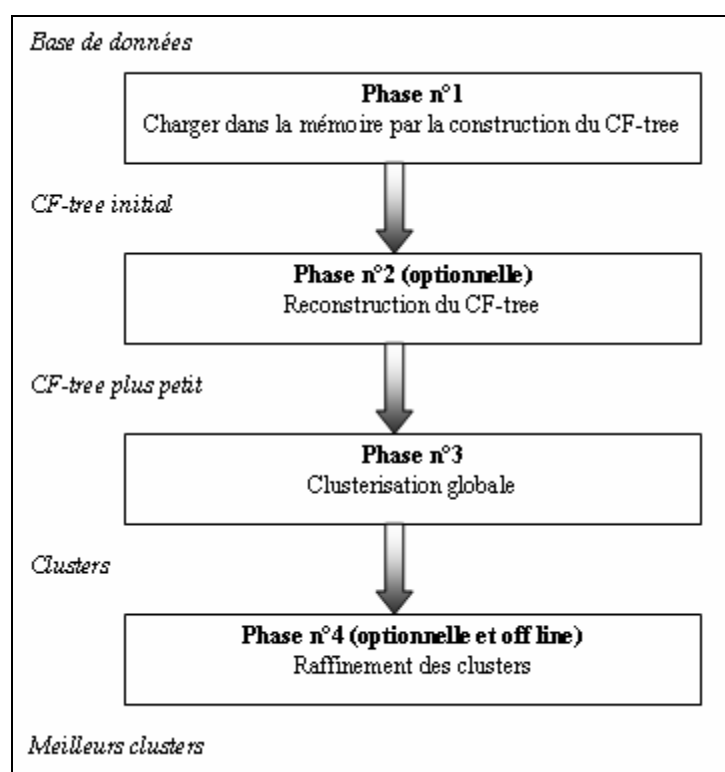 Base de données
Phase n°1
Charger dans la mémoire par la construction du CF-tree
CF-tree initial
Phase n°2 (optionnelle)
Reconstruction du CF-tree
CF-tree plus petit
Phase n°3
Clusterisation globale
Clusters
Phase n°4 (optionnelle et off line)
Raffinement des clusters
Meilleurs clusters